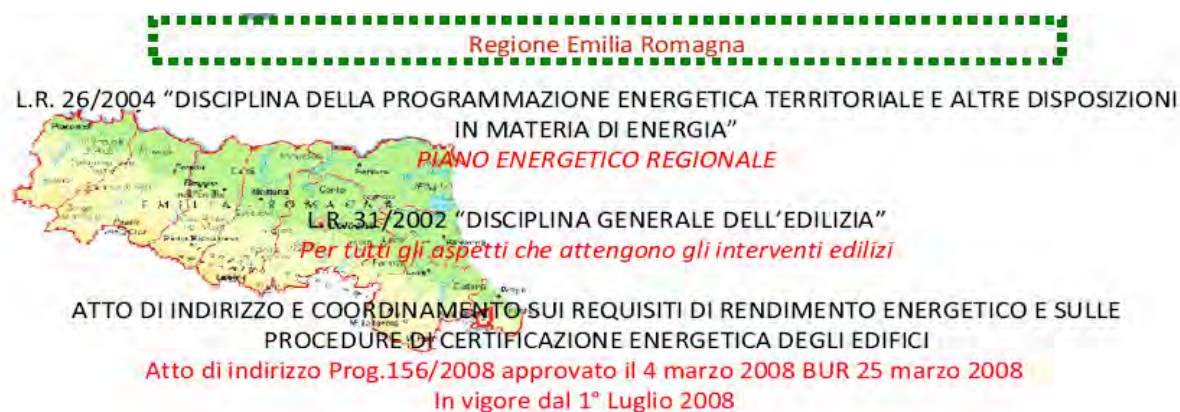 Regione Emilia Romagna
L.R. 26/2004 “DISCIPLINA DELLA PROGRAMMAZIONE ENERGETICA TERRITORIALE E ALTRE DISPOSIZIONI
IN MATERIA DI ENERGIA”
PIANO ENERGETICO REGIONALE
L.R. 31/2002 “DISCIPLINA GENERALE DELL’EDILIZIA”
Per tutti gli aspetti che attengono gli interventi edilizi
ATTO DI INDIRIZZO E COORDINAMENTO SUI REQUISITI DI RENDIMENTO ENERGETICO E SULLE
PROCEDURE DI CERTIFICAZIONE ENERGETICA DEGLI EDIFICI
Atto di indirizzo Prog.156/2008 approvato il 4 marzo 2008 BUR 25 marzo 2008
In vigore dal 1° Luglio 2008